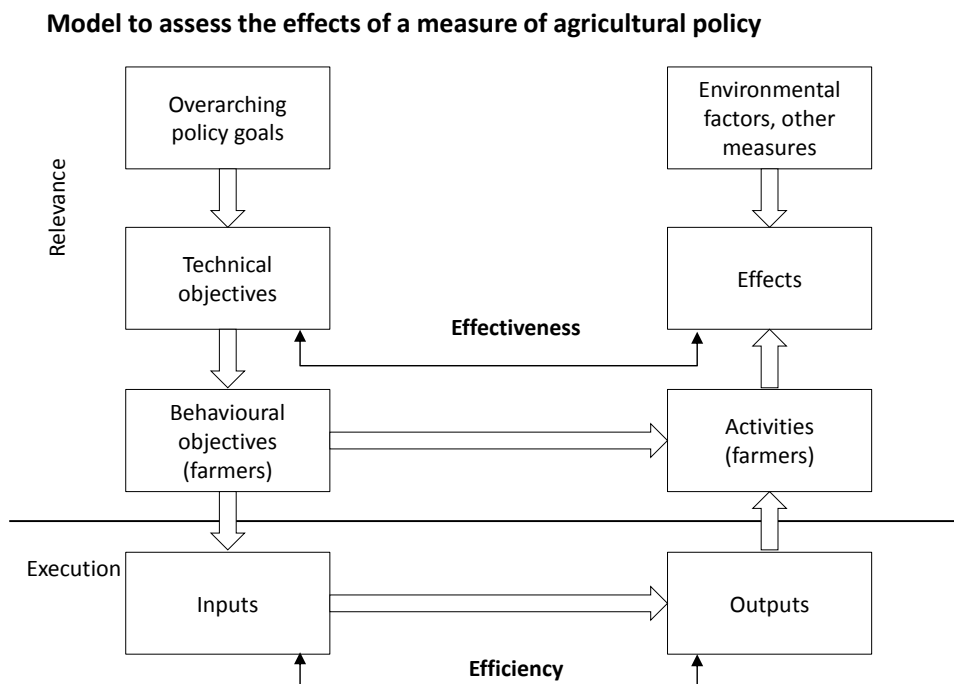 Model to assess the effects of a measure of agricultural policy
Overarching
policy goals
Environmental
factors, other
measures
Relevance
Technical
objectives
Effects
Effectiveness
Behavioural
objectives
(farmers)
Activities
(farmers)
Execution
Inputs
Outputs
Efficiency